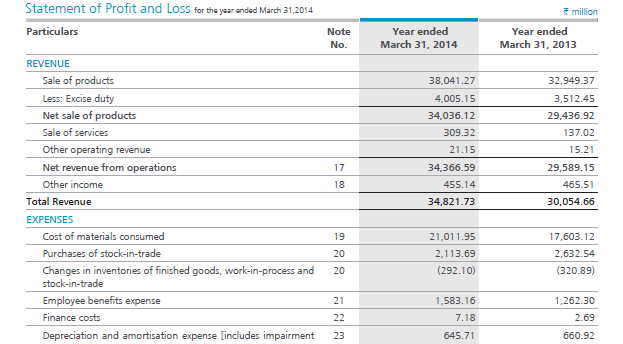 Statement of Profit and Loss for the year ended March 31,2014 ₹ million
Particulars Note No. Year ended March 31, 2014 Year ended March 31, 2013
REVENUE
Sale of products 38,041.27 32,949.37
Less: Excise duty 4,005.15 3,512.45
Net sale of products 34,036.12 29,436.92
Sale of services 309.32 137.02
Other operating revenue 21.15 15.21
Net revenue from operations 17 34,366.59 29,589.15
Other income 18 455.14 465.51
Total Revenue 34,821.73 30,054.66
EXPENSES
Cost of materials consumed 19 21,011.95 17,603.12
Purchases of stock-in-trade 20 2,113.69 2,632.54
Changes in inventories of finished goods, work-in-process and 20 (292.10) (320.89)
stock-in-trade
Employee benefits expense 21 1,583.16 1,262.30
Finance costs 22 7.18 2.69
Depreciation and amortisation expense [includes impairment 23 645.71 660.92